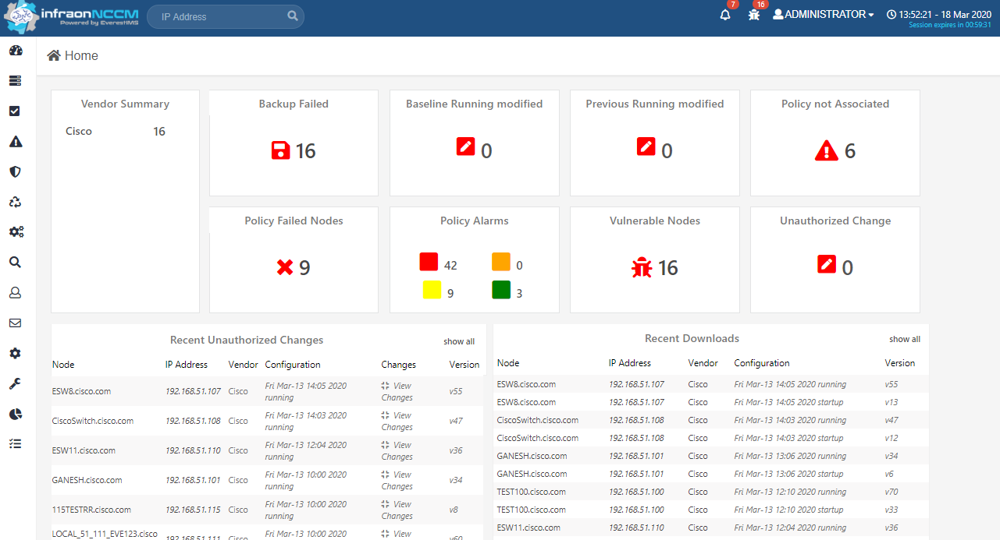 infraonNCCM
Powered by EverestIMS
IP Address
7
16
ADMINISTRATOR
13:52:21 - 18 Mar 2020
Session expires in 00:59:31
Home
Vendor Summary
Cisco 16
Backup Failed
16
Baseline Running modified
0
Previous Running modified
0
Policy not Associated
6
Policy Failed Nodes
9
Policy Alarms
42 0
9 3
Vulnerable Nodes
16
Unauthorized Change
0
Recent Unauthorized Changes show all
Node IP Address Vendor Configuration Changes Version
ESW8.cisco.com 192.168.51.107 Cisco Fri Mar-13 14:05 2020 View v55
running Changes
CiscoSwitch.cisco.com 192.168.51.108 Cisco Fri Mar-13 14:03 2020 View v47
running Changes
ESW11.cisco.com 192.168.51.110 Cisco Fri Mar-13 12:04 2020 View v36
running Changes
GANESH.cisco.com 192.168.51.101 Cisco Fri Mar-13 10:00 2020 View v34
running Changes
115TESTRR.cisco.com 192.168.51.115 Cisco Fri Mar-13 10:00 2020 View v8
running Changes
LOCAL_51_111_EVE123.cisco 192.168.51.111 Cisco Fri Mar-13 10:00 2020 View v60
Recent Downloads show all
Node IP Address Vendor Configuration Version
ESW8.cisco.com 192.168.51.107 Cisco Fri Mar-13 14:05 2020 running v55
ESW8.cisco.com 192.168.51.107 Cisco Fri Mar-13 14:05 2020 startup v13
CiscoSwitch.cisco.com 192.168.51.108 Cisco Fri Mar-13 14:03 2020 running v47
CiscoSwitch.cisco.com 192.168.51.108 Cisco Fri Mar-13 14:03 2020 startup v12
GANESH.cisco.com 192.168.51.101 Cisco Fri Mar-13 13:06 2020 running v34
GANESH.cisco.com 192.168.51.101 Cisco Fri Mar-13 13:06 2020 startup v6
TEST100.cisco.com 192.168.51.100 Cisco Fri Mar-13 12:10 2020 running v70
TEST100.cisco.com 192.168.51.100 Cisco Fri Mar-13 12:10 2020 startup v33
ESW11.cisco.com 192.168.51.110 Cisco Fri Mar-13 12:04 2020 running v36